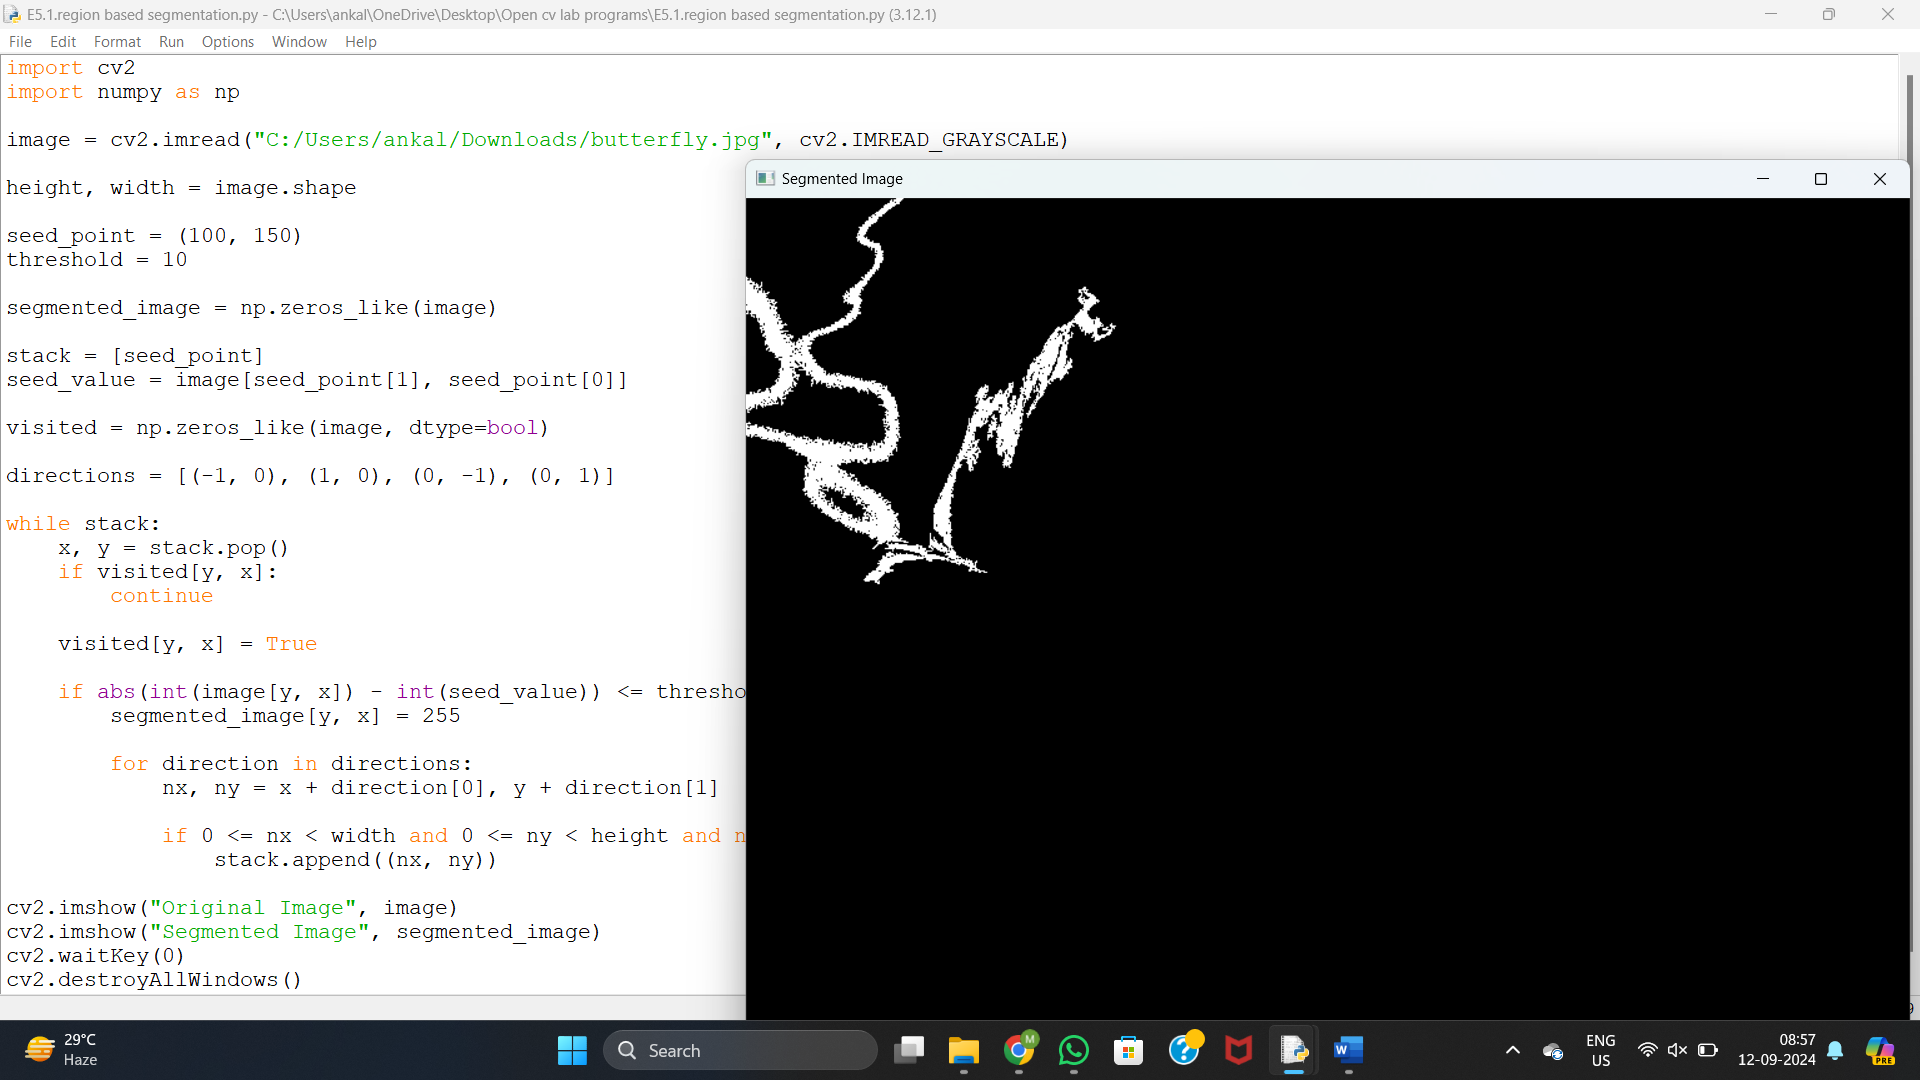 E5.1.region based segmentation.py - C:\Users\ankal\OneDrive\Desktop\Open cv lab programs\E5.1.region based segmentation.py (3.12.1)
File Edit Format Run Options Window Help
import cv2
import numpy as np
image = cv2.imread("C:/Users/ankal/Downloads/butterfly.jpg", cv2.IMREAD_GRAYSCALE)
height, width = image.shape
seed_point = (100, 150)
threshold = 10
segmented_image = np.zeros_like(image)
stack = [seed_point]
seed_value = image[seed_point[1], seed_point[0]]
visited = np.zeros_like(image, dtype=bool)
directions = [(-1, 0), (1, 0), (0, -1), (0, 1)]
while stack:
    x, y = stack.pop()
    if visited[y, x]:
        continue
    visited[y, x] = True
    if abs(int(image[y, x]) - int(seed_value)) <= thresho
        segmented_image[y, x] = 255
        for direction in directions:
            nx, ny = x + direction[0], y + direction[1]
            if 0 <= nx < width and 0 <= ny < height and n
                stack.append((nx, ny))
cv2.imshow("Original Image", image)
cv2.imshow("Segmented Image", segmented_image)
cv2.waitKey(0)
cv2.destroyAllWindows()
Segmented Image
29°C
Haze
Search
M
W
ENG
US
08:57
12-09-2024
PRE